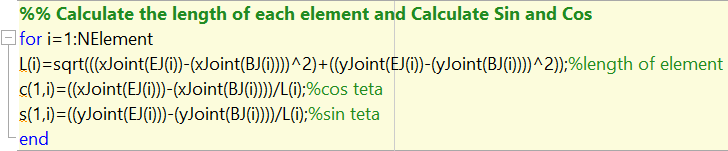 %% Calculate the length of each element and Calculate Sin and Cos
for i=1:NElement
L(i)=sqrt(((xJoint(EJ(i))-(xJoint(BJ(i))))^2)+((yJoint(EJ(i))-(yJoint(BJ(i))))^2));%length of element
c(1,i)=((xJoint(EJ(i)))-(xJoint(BJ(i))))/L(i);%cos teta
s(1,i)=((yJoint(EJ(i)))-(yJoint(BJ(i))))/L(i);%sin teta
end